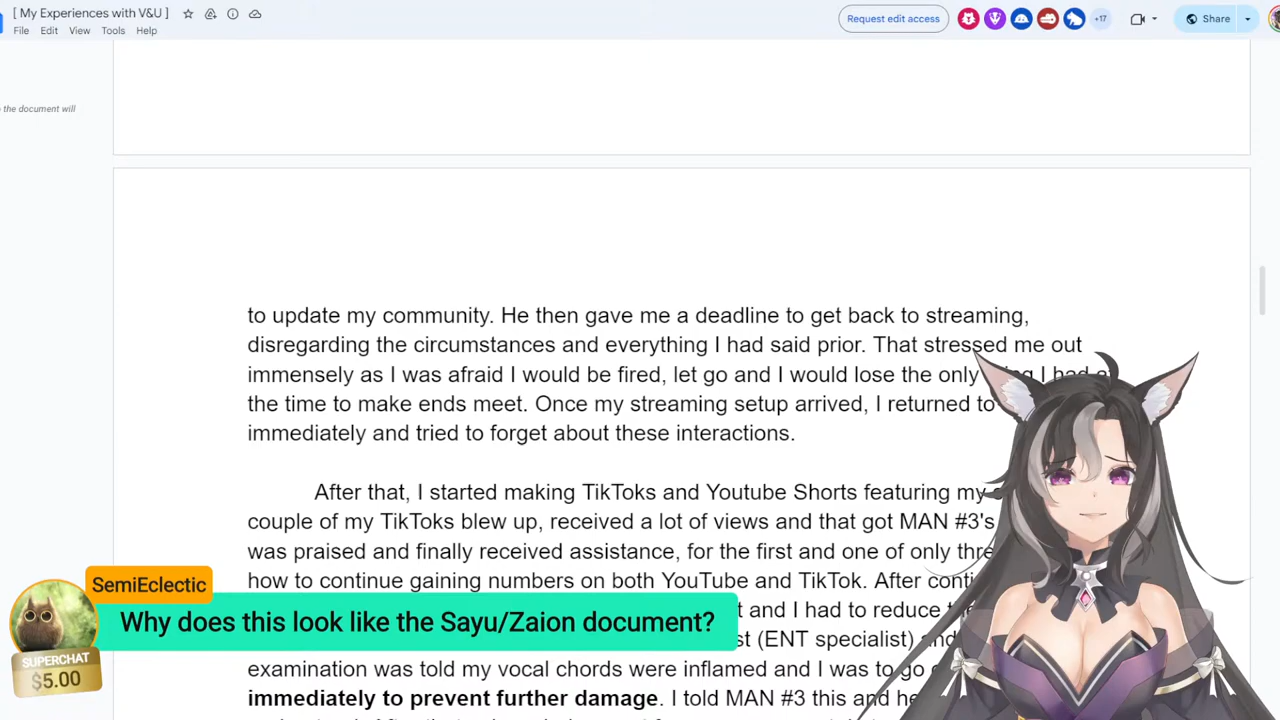 [ My Experiences with V&U ]
File Edit View Tools Help
Request edit access
+17
Share
the document will
to update my community. He then gave me a deadline to get back to streaming,
disregarding the circumstances and everything I had said prior. That stressed me out
immensely as I was afraid I would be fired, let go and I would lose the only thing I had at
the time to make ends meet. Once my streaming setup arrived, I returned to
immediately and tried to forget about these interactions.
After that, I started making TikToks and Youtube Shorts featuring my
couple of my TikToks blew up, received a lot of views and that got MAN #3's
was praised and finally received assistance, for the first and one of only
how to continue gaining numbers on both YouTube and TikTok. After
and I had to reduce
(ENT specialist)
examination was told my vocal chords were inflamed and I was to go
immediately to prevent further damage. I told MAN #3 this and he
SemiEclectic
Why does this look like the Sayu/Zaion document?
SUPERCHAT
$5.00